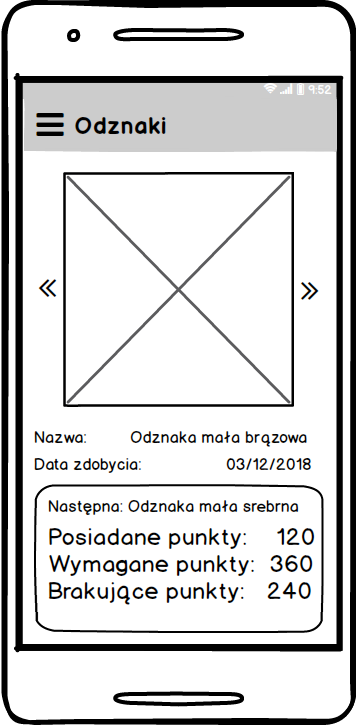 9:52
Odznaki
« »
Nazwa: Odznaka mała brązowa
Data zdobycia: 03/12/2018
Następna: Odznaka mała srebrna
Posiadane punkty: 120
Wymagane punkty: 360
Brakujące punkty: 240